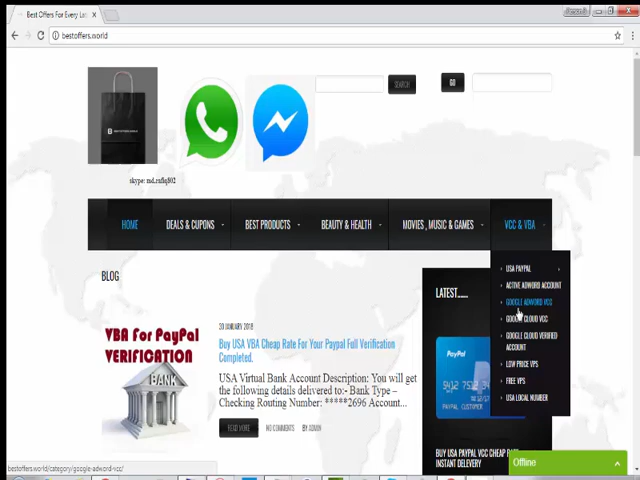 Best Offers For Every Lat
bestoffers.world
SEARCH
GO
skype: md.rafiq802
HOME
DEALS & COUPONS
BEST PRODUCTS
BEAUTY & HEALTH
MOVIES , MUSIC & GAMES
VCC & VBA
USA PAYPAL
ACTIVE ADWORD ACCOUNT
GOOGLE ADWORD VCC
GOOGLE CLOUD VCC
GOOGLE CLOUD VERIFIED
ACCOUNT
LOW PRICE VPS
FREE VPS
USA LOCAL NUMBER
BLOG
VBA For PayPal
VERIFICATION
BANK
30 JANUARY 2018
Buy USA VBA Cheap Rate For Your Paypal Full Verification
Completed.
USA Virtual Bank Account Description: You will get
the following details delivered to:- Bank Type –
Checking Routing Number: *****2696 Account...
READ MORE
NO COMMENTS
BY ADMIN
LATEST......
PayPal
PAYPAL CUSTOMER
BUY USA PAYPAL VCC CHEAP
INSTANT DELEVERY
Offline
bestoffers.world/category/google-adword-vcc/